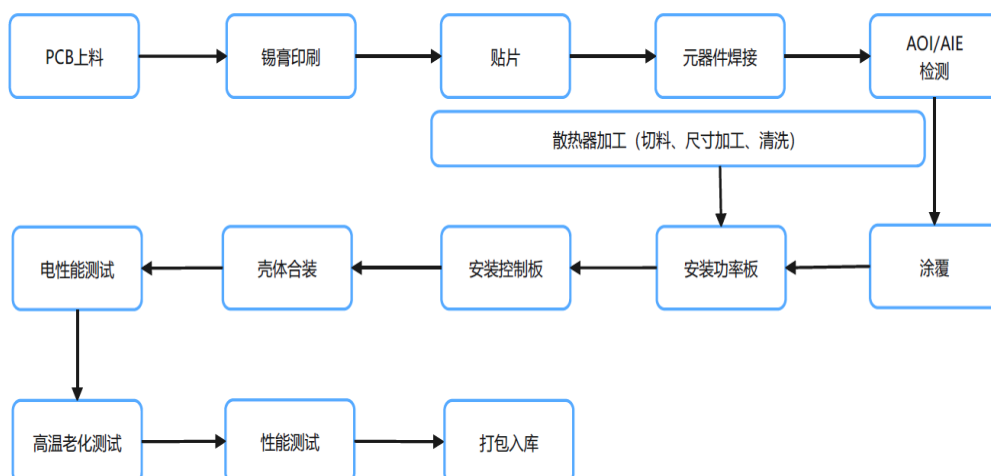 PCB上料
锡膏印刷
贴片
元器件焊接
AOI/AIE
检测
散热器加工（切料、尺寸加工、清洗）
电性能测试
壳体合装
安装控制板
安装功率板
涂覆
高温老化测试
性能测试
打包入库